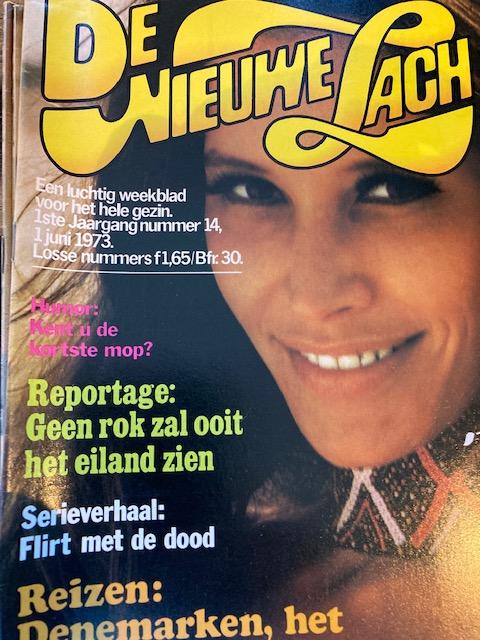 DE
NIEUWE LACH
Een luchtig weekblad
voor het hele gezin.
1ste Jaargang nummer 14,
1 juni 1973.
Losse nummers f1,65/Bfr. 30.
Humor:
Kent u de
kortste mop?
Reportage:
Geen rok zal ooit
het eiland zien
Serieverhaal:
Flirt met de dood
Reizen:
Denemarken, het